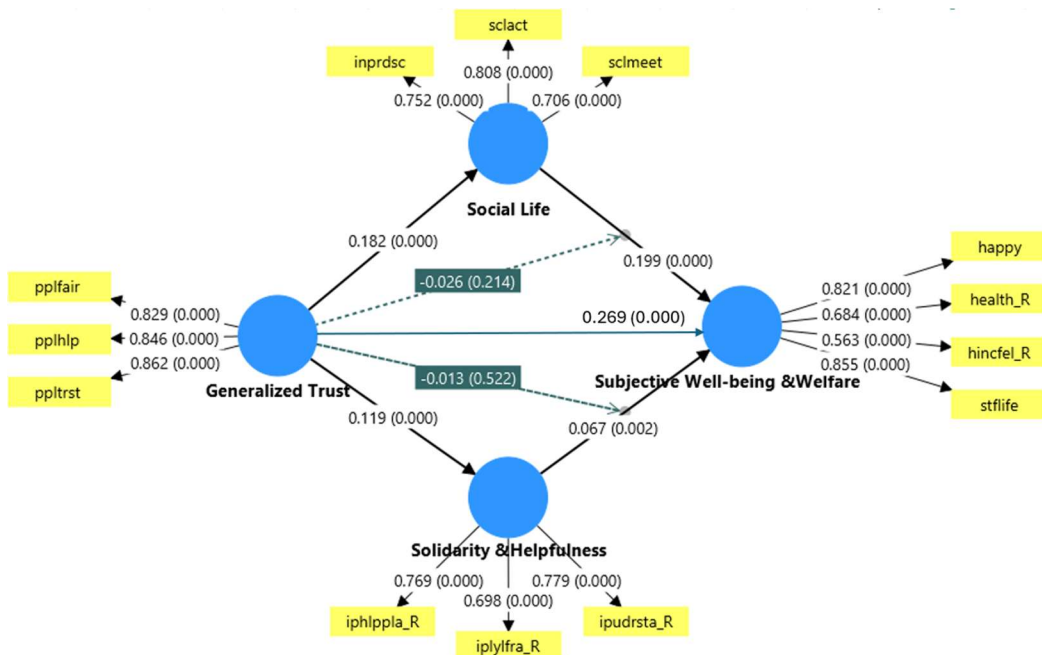 sclact
inprdsc
sclmeet
0.808 (0.000)
0.752 (0.000)
0.706 (0.000)
Social Life
0.182 (0.000)
0.199 (0.000)
-0.026 (0.214)
happy
0.821 (0.000)
health_R
0.684 (0.000)
0.563 (0.000)
hincfel_R
0.855 (0.000)
stflife
pplfair
0.829 (0.000)
pplhlp
0.846 (0.000)
0.862 (0.000)
ppltrst
0.269 (0.000)
Generalized Trust
Subjective Well-being &Welfare
-0.013 (0.522)
0.119 (0.000)
0.067 (0.002)
Solidarity &Helpfulness
0.769 (0.000)
0.779 (0.000)
0.698 (0.000)
iphlppla_R
iplylfra_R
ipudrsta_R